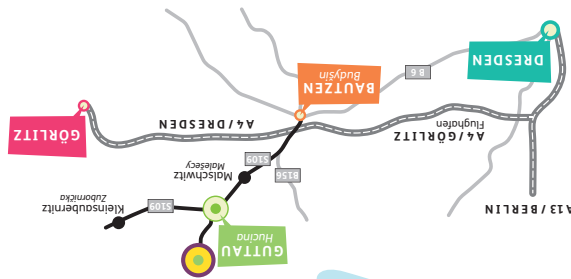 A13/BERLIN
GUTTAU
Hucina
Kleinsaubernitz
Zubornička
S109
Malschwitz
Malešecy
B156
S109
A4/GÖRLITZ
Flughafen
A4/DRESDEN
GÖRLITZ
BAUTZEN
Budyšin
B 6
DRESDEN